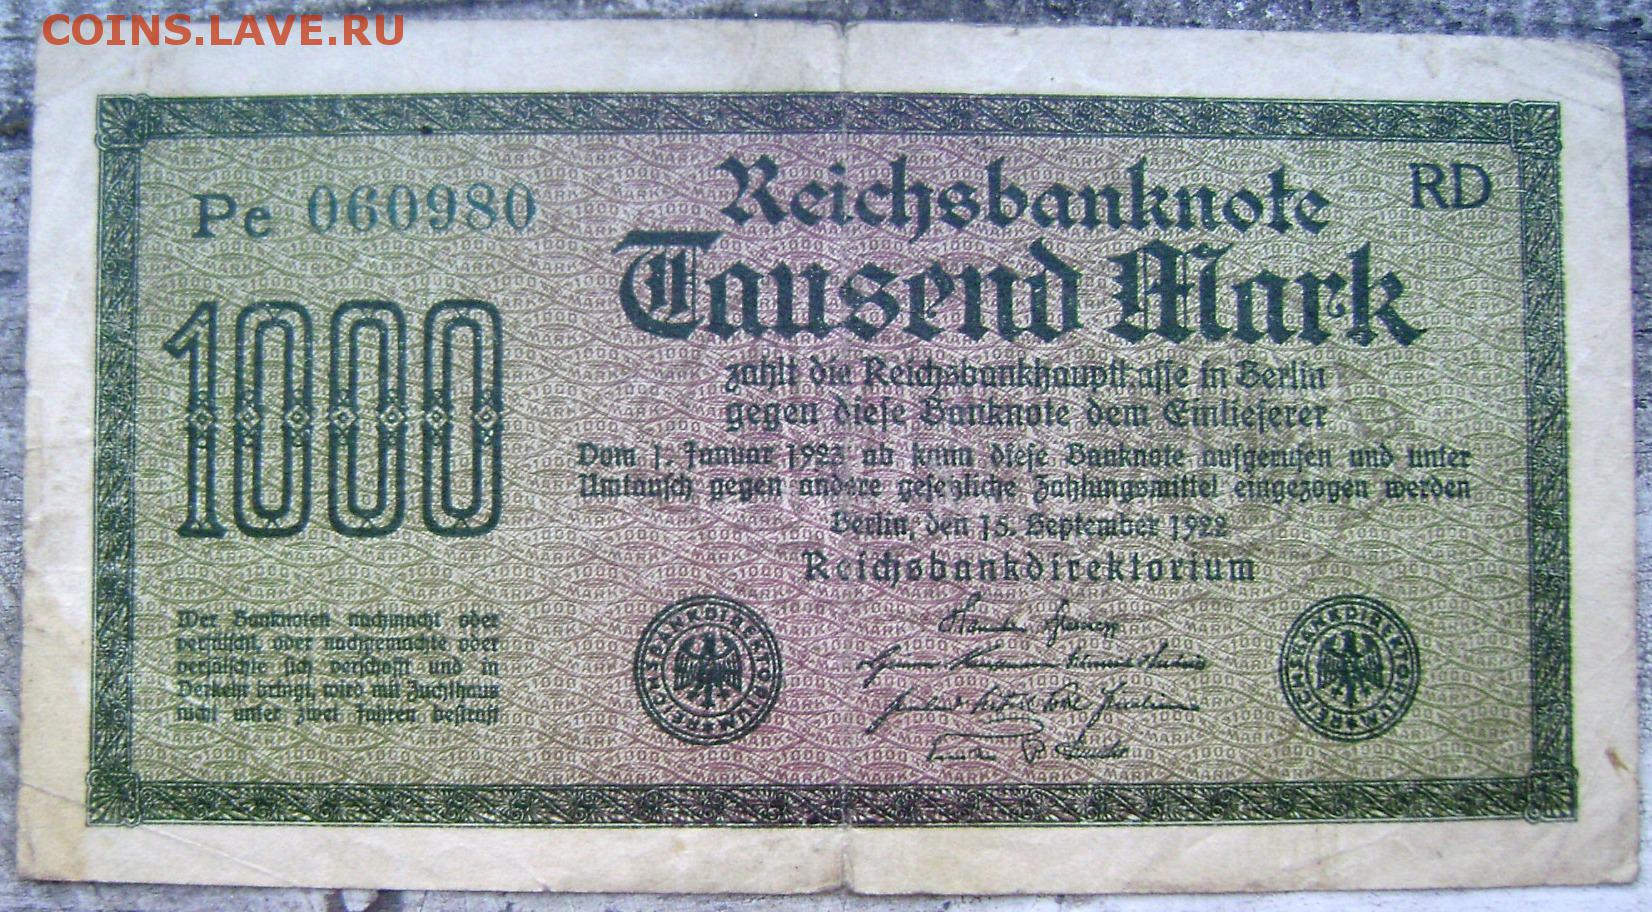 COINS.LAVE.RU
Pe 060980
RD
Reichsbanknote
Tausend Mark
1000
zahlt die Reichsbankhauptkasse in Berlin
gegen diese Banknote dem Einlieferer
Vom 1. Januar 1923 ab kann diese Banknote aufgerufen und unter
Umtausch gegen andere gesetzliche Zahlungsmittel eingezogen werden
Berlin, den 15. September 1922
Reichsbankdirektorium
Wer Banknoten nachmacht oder
verfälscht, oder nachgemachte oder
verfälschte sich verschafft und in
Verkehr bringt, wird mit Zuchthaus
nicht unter zwei Jahren bestraft
REICHSBANKDIREKTORIUM
REICHSBANKDIREKTORIUM